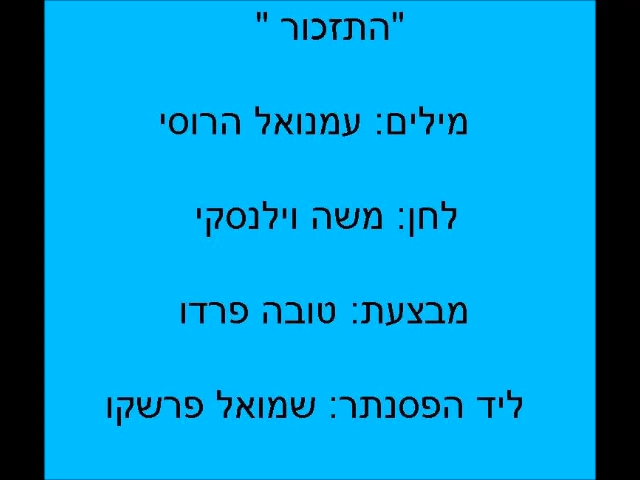 "התזכור "
מילים: עמנואל הרוסי
לחן: משה וילנסקי
מבצעת: טובה פרדו
ליד הפסנתר: שמואל פרשקו